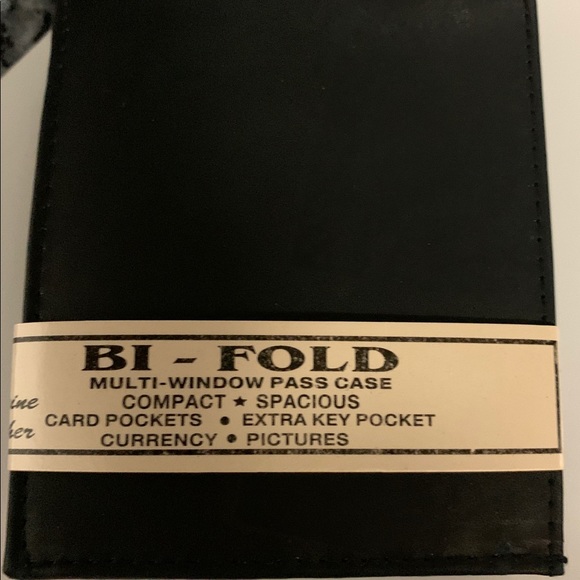 BI - FOLD
MULTI-WINDOW PASS CASE
COMPACT ★ SPACIOUS
CARD POCKETS • EXTRA KEY POCKET
CURRENCY • PICTURES